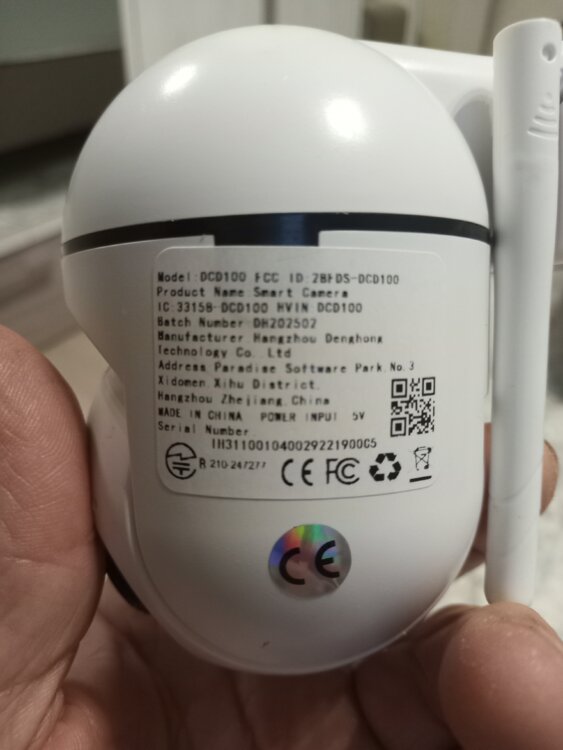 Model:DCD100 FCC ID:2BFDS-DCD100
Product Name Smart Camera
IC:33158-DCD100 HVIN DCD100
Batch Number DH202502
Manufacturer Hangzhou Denghong
Technology Co. Ltd
Address Paradise Software Park.No.3
Xidomen Xihu District.
Hangzhou Zhejiang.China
MADE IN CHINA POWER INPUT 5V
Serial Number
IH31100104002922190005
R 210-247277
CE FC
CE